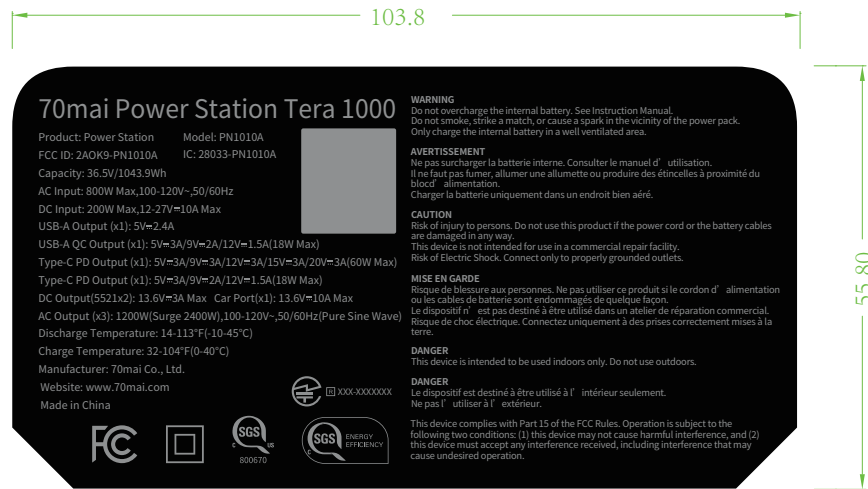 103.8
70mai Power Station Tera 1000
Product: Power Station Model: PN1010A
FCC ID: 2AOK9-PN1010A IC: 28033-PN1010A
Capacity: 36.5V/1043.9Wh
AC Input: 800W Max,100-120V~,50/60Hz
DC Input: 200W Max,12-27V⎓10A Max
USB-A Output (x1): 5V⎓2.4A
USB-A QC Output (x1): 5V⎓3A/9V⎓2A/12V⎓1.5A(18W Max)
Type-C PD Output (x1): 5V⎓3A/9V⎓3A/12V⎓3A/15V⎓3A/20V⎓3A(60W Max)
Type-C PD Output (x1): 5V⎓3A/9V⎓2A/12V⎓1.5A(18W Max)
DC Output(5521x2): 13.6V⎓3A Max Car Port(x1): 13.6V⎓10A Max
AC Output (x3): 1200W(Surge 2400W),100-120V~,50/60Hz(Pure Sine Wave)
Discharge Temperature: 14-113°F(-10-45°C)
Charge Temperature: 32-104°F(0-40°C)
Manufacturer: 70mai Co., Ltd.
Website: www.70mai.com
Made in China
R XXX-XXXXXXX
FC
SGS
C US
800670
SGS
C
ENERGY
EFFICIENCY
WARNING
Do not overcharge the internal battery. See Instruction Manual.
Do not smoke, strike a match, or cause a spark in the vicinity of the power pack.
Only charge the internal battery in a well ventilated area.
AVERTISSEMENT
Ne pas surcharger la batterie interne. Consulter le manuel d' utilisation.
Il ne faut pas fumer, allumer une allumette ou produire des étincelles à proximité du
blocd' alimentation.
Charger la batterie uniquement dans un endroit bien aéré.
CAUTION
Risk of injury to persons. Do not use this product if the power cord or the battery cables
are damaged in any way.
This device is not intended for use in a commercial repair facility.
Risk of Electric Shock. Connect only to properly grounded outlets.
MISE EN GARDE
Risque de blessure aux personnes. Ne pas utiliser ce produit si le cordon d' alimentation
ou les cables de batterie sont endommagés de quelque façon.
Le dispositif n' est pas destiné à être utilisé dans un atelier de réparation commercial.
Risque de choc électrique. Connectez uniquement à des prises correctement mises à la
terre.
DANGER
This device is intended to be used indoors only. Do not use outdoors.
DANGER
Le dispositif est destiné à être utilisé à l' intérieur seulement.
Ne pas l' utiliser à l' extérieur.
This device complies with Part 15 of the FCC Rules. Operation is subject to the
following two conditions: (1) this device may not cause harmful interference, and (2)
this device must accept any interference received, including interference that may
cause undesired operation.
55.80